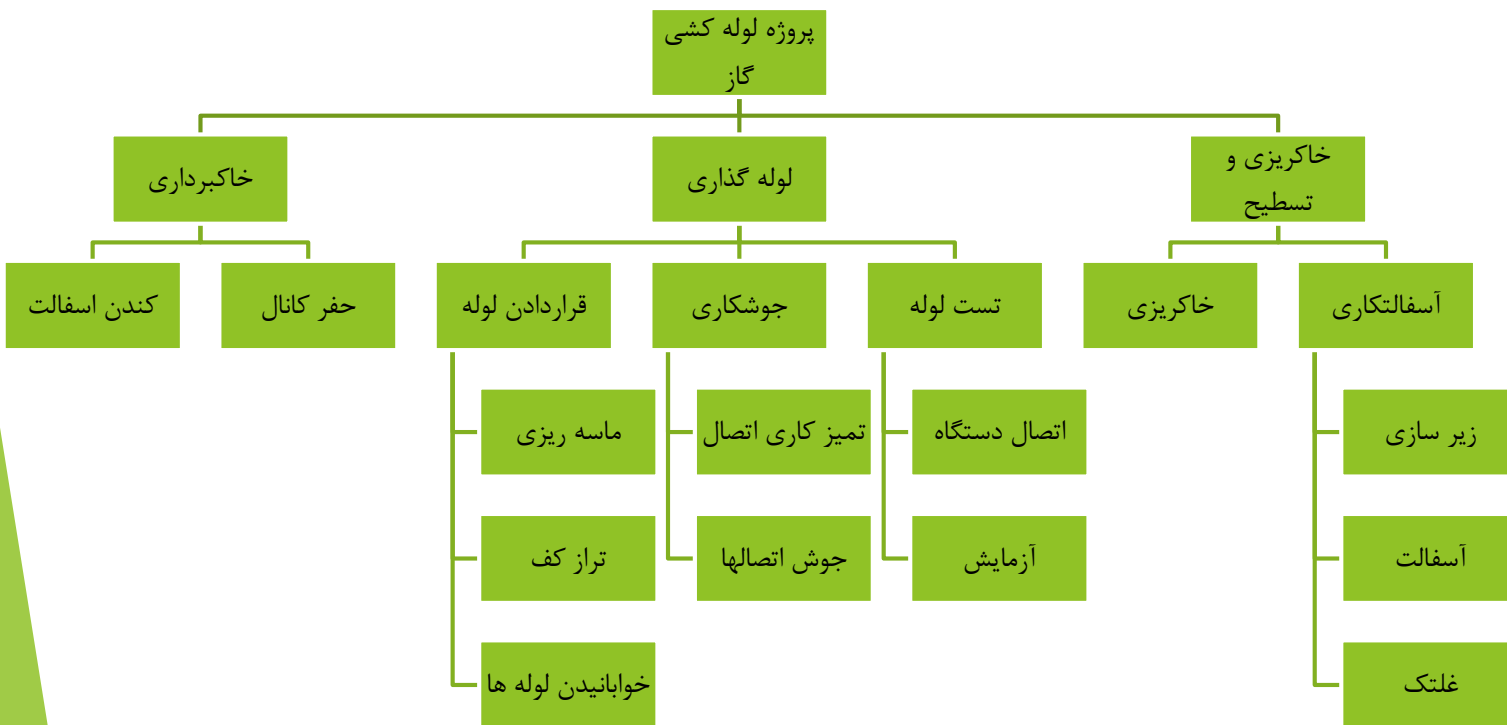 پروژه لوله کشی
گاز
خاکریزی و
تسطیح
لوله گذاری
خاکبرداری
آسفالتکاری
خاکریزی
تست لوله
جوشکاری
قراردادن لوله
حفر کانال
کندن اسفالت
زیر سازی
اتصال دستگاه
تمیز کاری اتصال
ماسه ریزی
آسفالت
آزمایش
جوش اتصالها
تراز کف
غلتک
خوابانیدن لوله ها